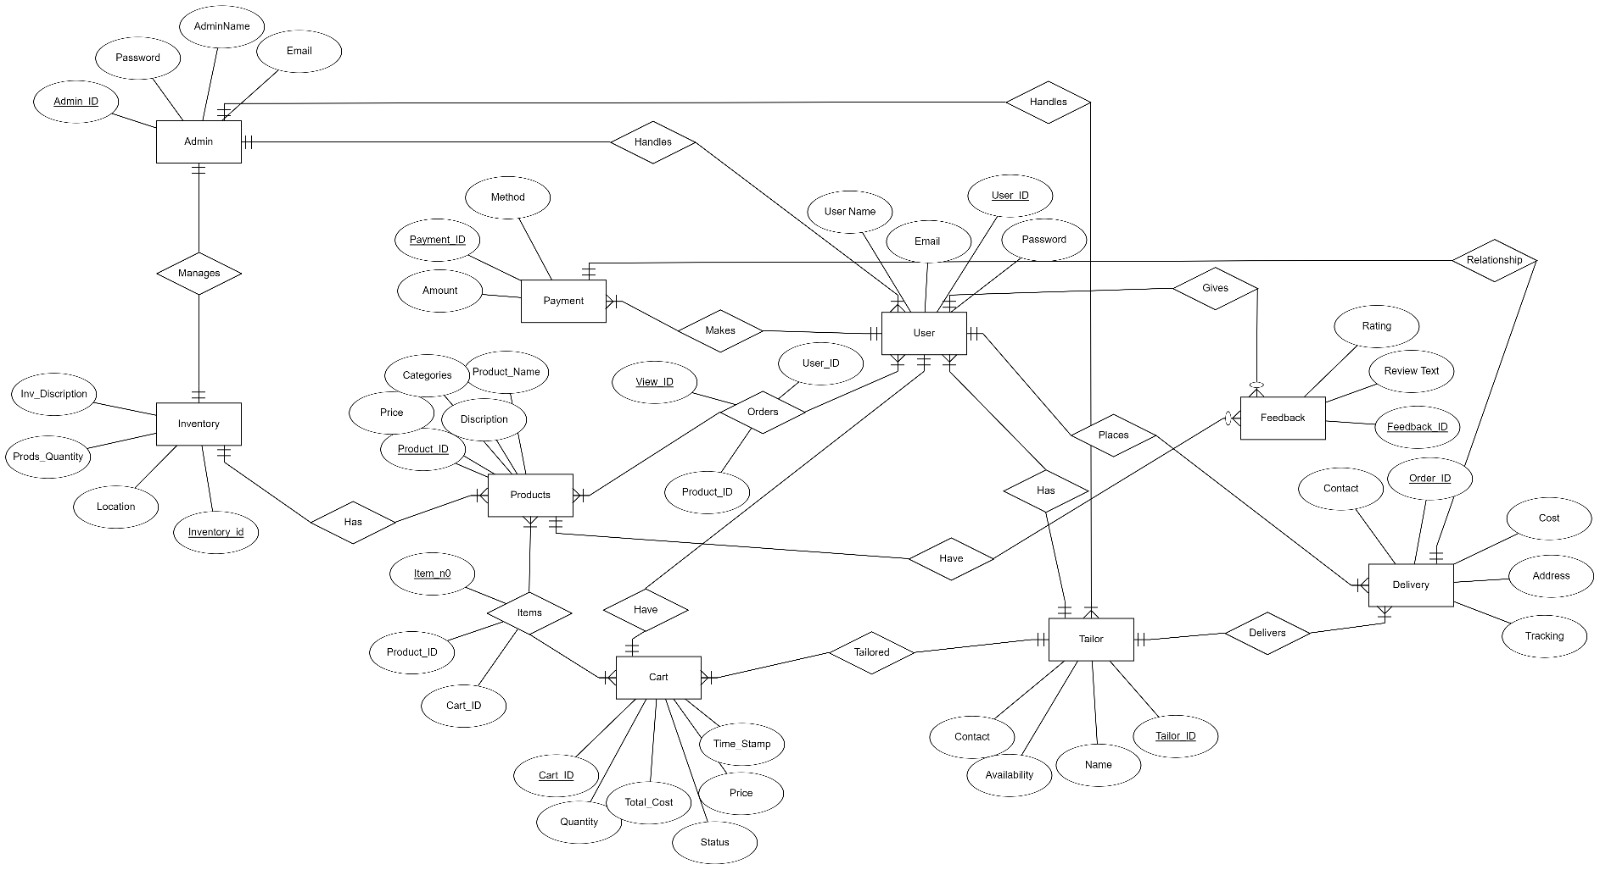 AdminName
Password
Email
Admin_ID
Handles
Admin
Handles
Method
User_ID
User Name
Payment_ID
Email
Password
Relationship
Manages
Amount
Payment
Gives
Makes
User
Rating
User_ID
Categories
Product_Name
View_ID
Review Text
Inv_Discription
Price
Orders
Discription
Feedback
Inventory
Feedback_ID
Places
Product_ID
Prods_Quantity
Order_ID
Contact
Has
Product_ID
Products
Location
Cost
Has
Inventory_id
Have
Item_n0
Address
Delivery
Items
Have
Delivers
Tracking
Tailor
Product_ID
Tailored
Cart
Cart_ID
Contact
Tailor_ID
Time_Stamp
Name
Cart_ID
Availability
Price
Total_Cost
Quantity
Status